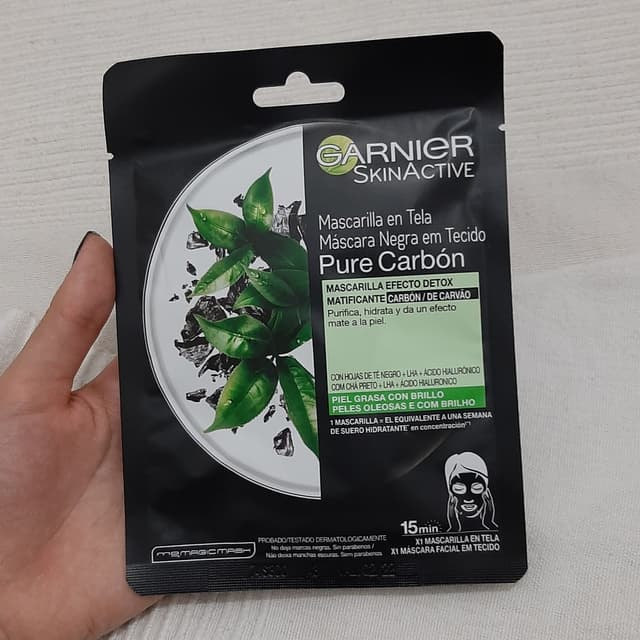 GARNIER
SKINACTIVE
Mascarilla en Tela
Máscara Negra em Tecido
Pure Carbón
MASCARILLA EFECTO DETOX
MATIFICANTE CARBÓN / DE CARVÃO
Purifica, hidrata y da un efecto
mate a la piel.
CON HOJAS DE TÉ NEGRO + LHA + ÁCIDO HIALURÓNICO
COM CHÁ PRETO + LHA + ÁCIDO HIALURONICO
PIEL GRASA CON BRILLO
PELES OLEOSAS E COM BRILHO
1 MASCARILLA = EL EQUIVALENTE A UNA SEMANA
DE SUERO HIDRATANTE* en concentración(*)
15min
X1 MASCARILLA EN TELA
X1 MÁSCARA FACIAL EM TECIDO
PROBADO/TESTADO DERMATOLOGICAMENTE
No deja marcas negras. Sin parabenos /
Não deixa manchas escuras. Sem parabenos
MAGIC MASK